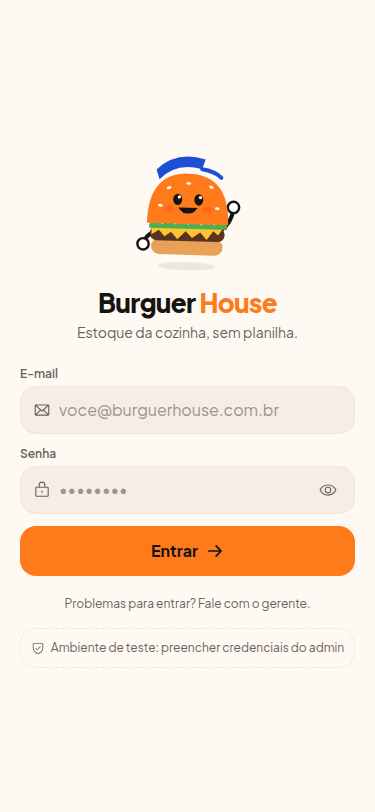 Burguer House
Estoque da cozinha, sem planilha.
E-mail
voce@burguerhouse.com.br
Senha
••••••••
Entrar →
Problemas para entrar? Fale com o gerente.
Ambiente de teste: preencher credenciais do admin